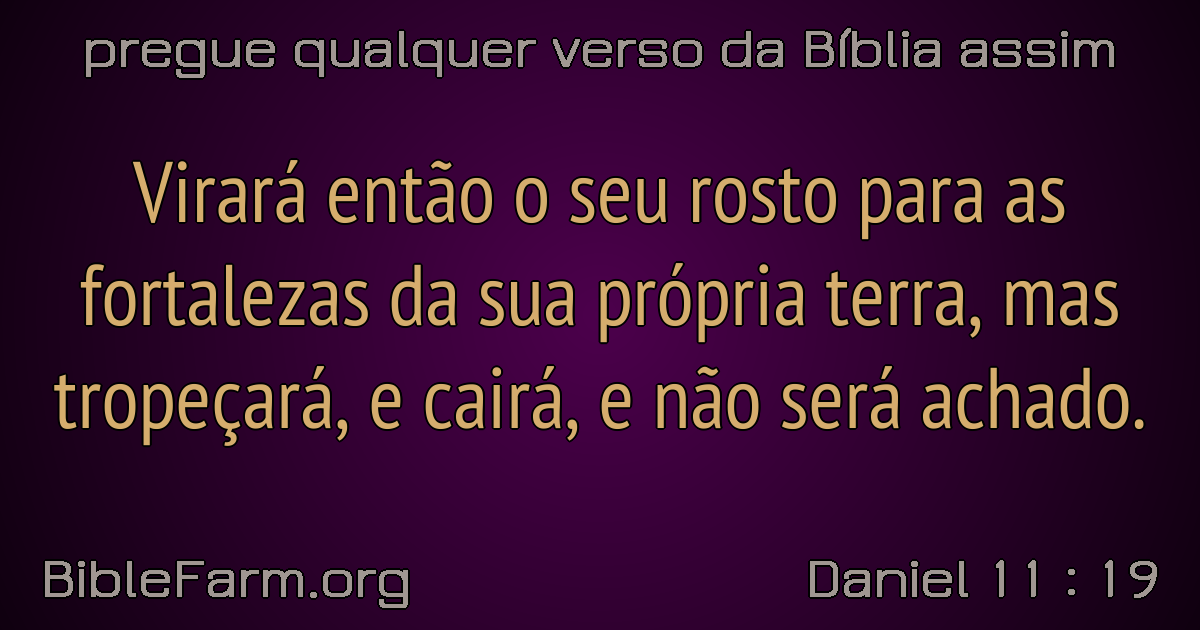 pregue qualquer verso da Bíblia assim
Virará então o seu rosto para as
fortalezas da sua própria terra, mas
tropeçará, e cairá, e não será achado.
BibleFarm.org
Daniel 11 : 19